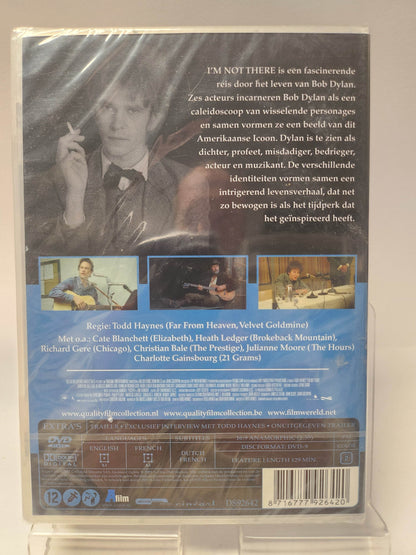 I'M NOT THERE is een fascinerende
reis door het leven van Bob Dylan.
Zes acteurs incarneren Bob Dylan als een
caleidoscoop van wisselende personages
en samen vormen ze een beeld van dit
Amerikaanse Icoon. Dylan is te zien als
dichter, profeet, misdadiger, bedrieger,
acteur en muzikant. De verschillende
identiteiten vormen samen een
intrigerend levensverhaal, dat net
zo bewogen is als het tijdperk dat
het geïnspireerd heeft.
Regie: Todd Haynes (Far From Heaven, Velvet Goldmine)
Met o.a.: Cate Blanchett (Elizabeth), Heath Ledger (Brokeback Mountain),
Richard Gere (Chicago), Christian Bale (The Prestige), Julianne Moore (The Hours)
Charlotte Gainsbourg (21 Grams)
www.qualityfilmcollection.nl www.qualityfilmcollection.be www.filmwereld.net
EXTRA'S TRAILER • EXCLUSIEF INTERVIEW MET TODD HAYNES • ONCITGEGEVEN TRAILER
DVD
LANGUAGES SUBTITLES 16:9 ANAMORPHIC
ENGLISH FRENCH DUTCH DISCFORMAT: DVD-9
FRENCH FEATURE LENGTH 129 MIN.
DIGITAL
12 Afilm DS92642
8 716777 926420